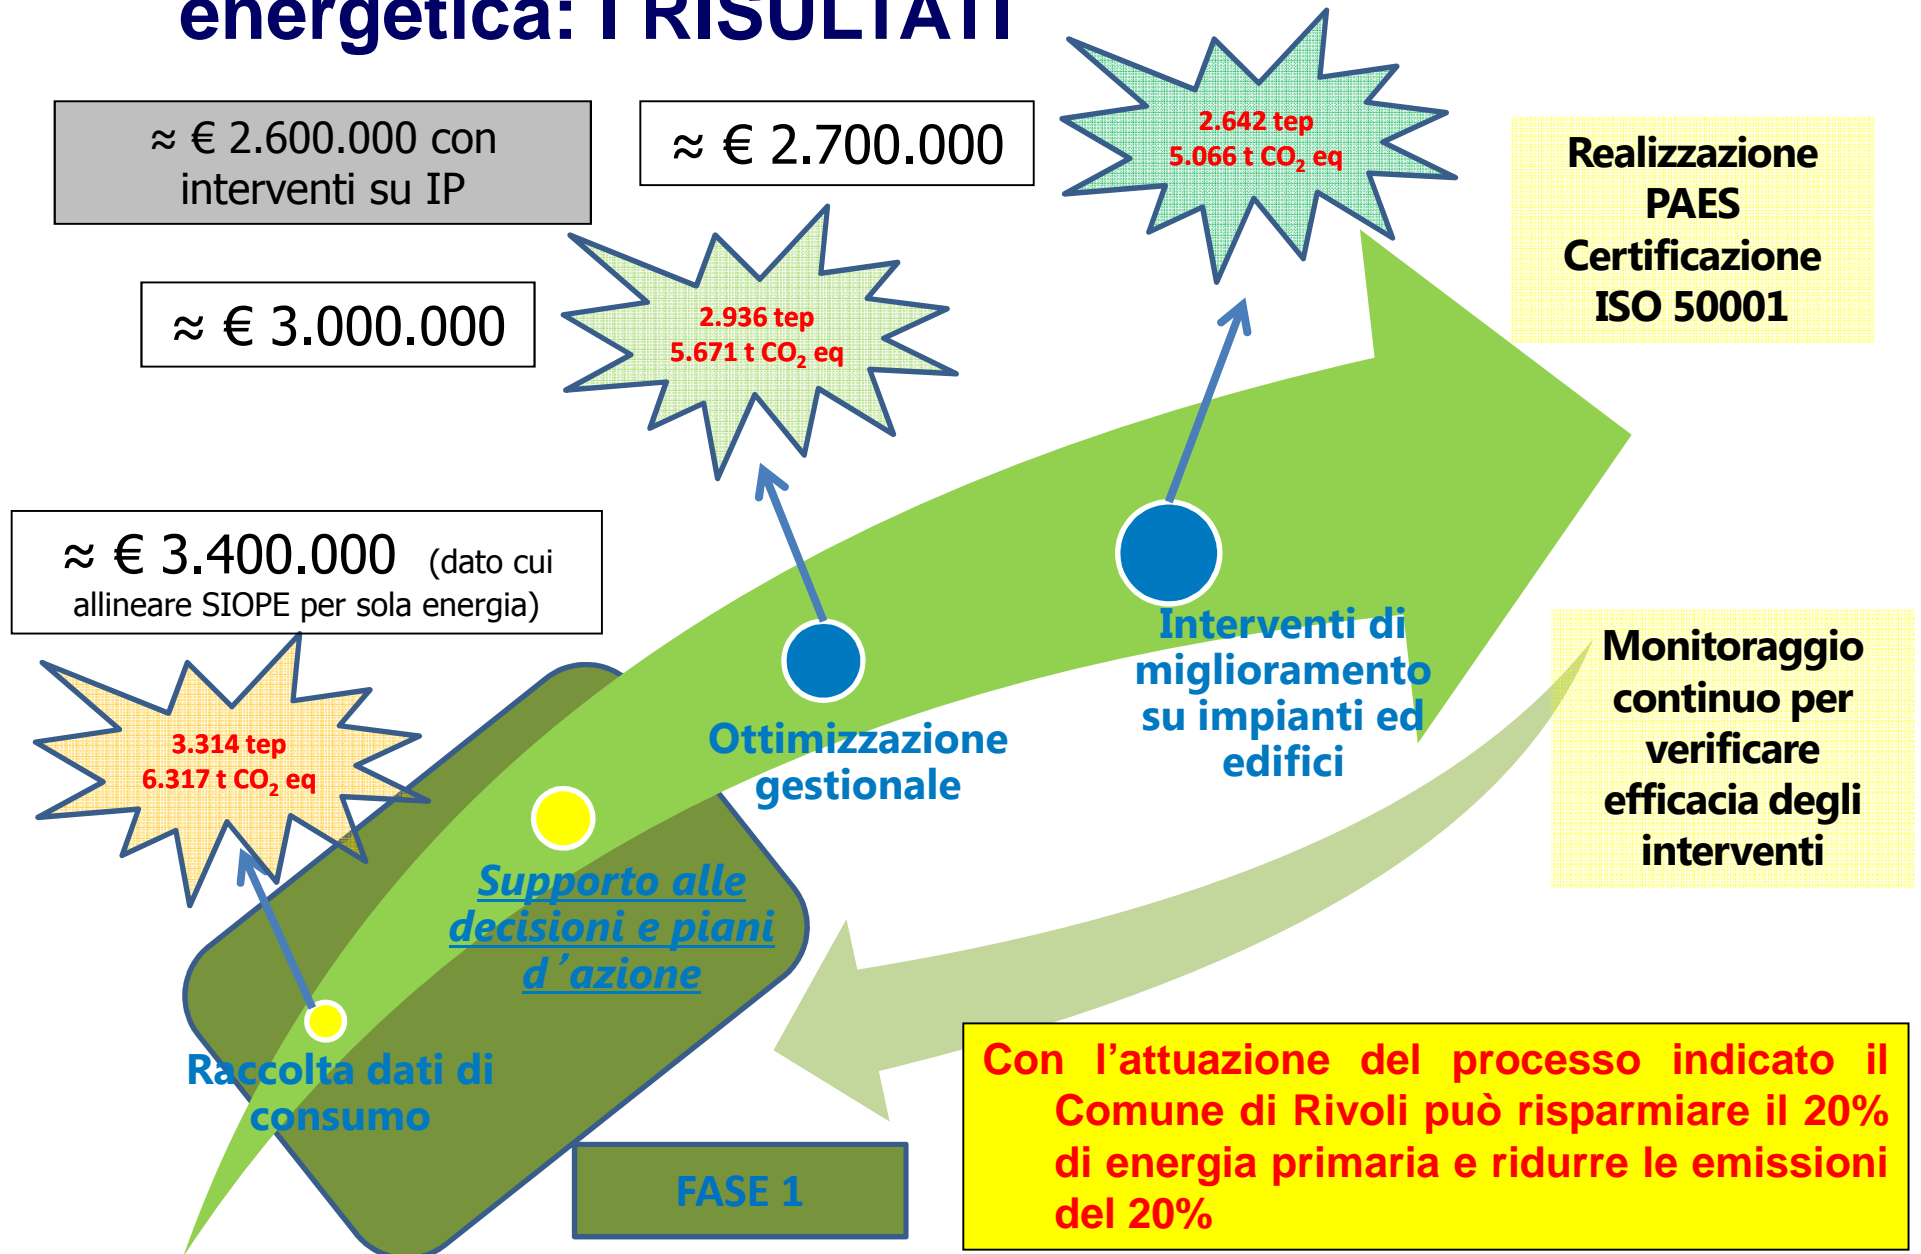 energetica: I RISULTATI
≈ € 2.600.000 con
interventi su IP
≈ € 2.700.000
2.642 tep
5.066 t CO₂ eq
Realizzazione
PAES
Certificazione
ISO 50001
≈ € 3.000.000
2.936 tep
5.671 t CO₂ eq
≈ € 3.400.000 (dato cui
allineare SIOPE per sola energia)
3.314 tep
6.317 t CO₂ eq
Interventi di
miglioramento
su impianti ed
edifici
Monitoraggio
continuo per
verificare
efficacia degli
interventi
Ottimizzazione
gestionale
Supporto alle
decisioni e piani
d´azione
Raccolta dati di
consumo
FASE 1
Con l’attuazione del processo indicato il
Comune di Rivoli può risparmiare il 20%
di energia primaria e ridurre le emissioni
del 20%